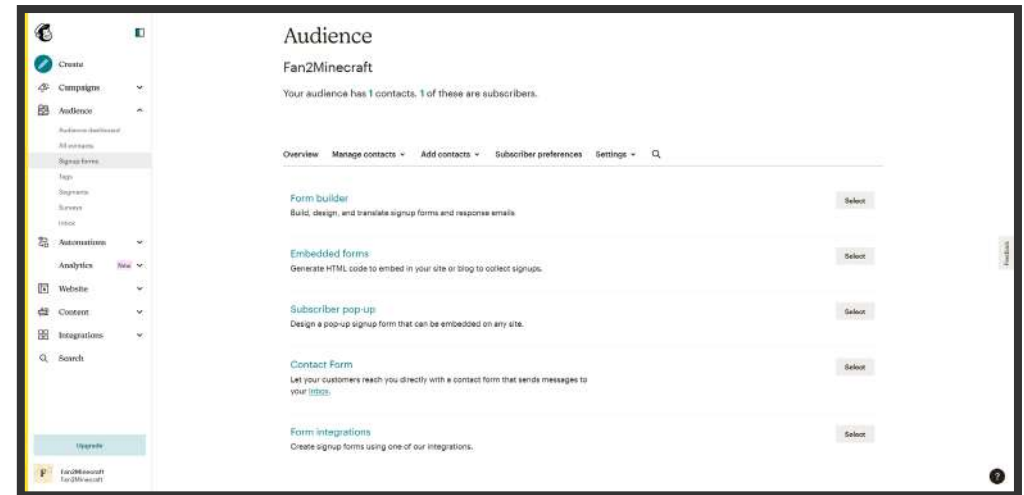 Create
Campaigns
Audience
Audience dashboard
All contacts
Signup forms
Tags
Segments
Surveys
Inbox
Automations
Analytics New
Website
Content
Integrations
Search
Upgrade
F
Fan2Minecraft
Fan2Minecraft
Audience
Fan2Minecraft
Your audience has 1 contacts. 1 of these are subscribers.
Overview Manage contacts Add contacts Subscriber preferences Settings
Form builder
Build, design, and translate signup forms and response emails
Select
Embedded forms
Generate HTML code to embed in your site or blog to collect signups.
Select
Subscriber pop-up
Design a pop-up signup form that can be embedded on any site.
Select
Contact Form
Let your customers reach you directly with a contact form that sends messages to
your Inbox.
Select
Form integrations
Create signup forms using one of our integrations.
Select
Feedback
?